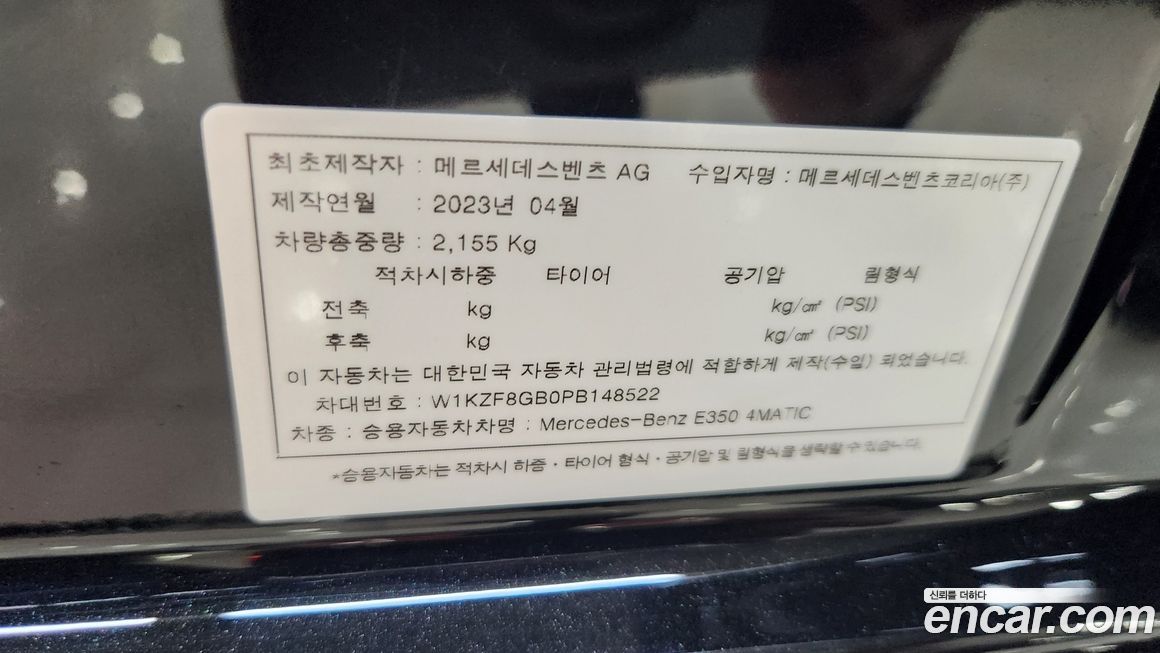 최초제작자 : 메르세데스벤츠 AG 수입자명 : 메르세데스벤츠코리아(주)
제작연월 : 2023년 04월
차량총중량 : 2,155 Kg
적차시하중 타이어 공기압 림형식
전축 kg kg/㎠ (PSI)
후축 kg kg/㎠ (PSI)
이 자동차는 대한민국 자동차 관리법령에 적합하게 제작(수입) 되었습니다.
차대번호 : W1KZF8GB0PB148522
차종 : 승용자동차차명 : Mercedes-Benz E350 4MATIC
*승용자동차는 적차시 하중·타이어 형식·공기압 및 림형식을 생략할 수 있습니다.
신뢰를 더하다
encar.com